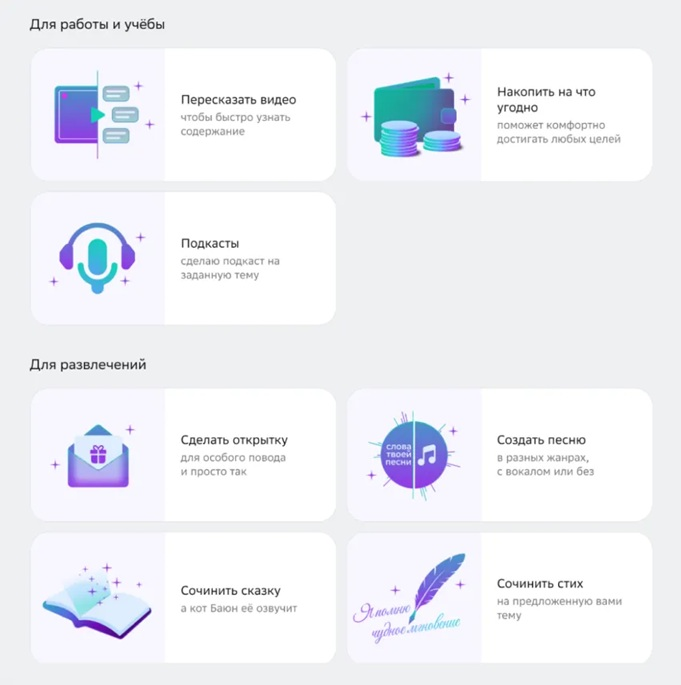 Для работы и учёбы
Пересказать видео
чтобы быстро узнать
содержание
Накопить на что
угодно
поможет комфортно
достигать любых целей
Подкасты
сделаю подкаст на
заданную тему
Для развлечений
Сделать открытку
для особого повода
и просто так
слова
твоей
песни
Создать песню
в разных жанрах,
с вокалом или без
Сочинить сказку
а кот Баюн её озвучит
Я помню
чудное мгновение
Сочинить стих
на предложенную вами
тему